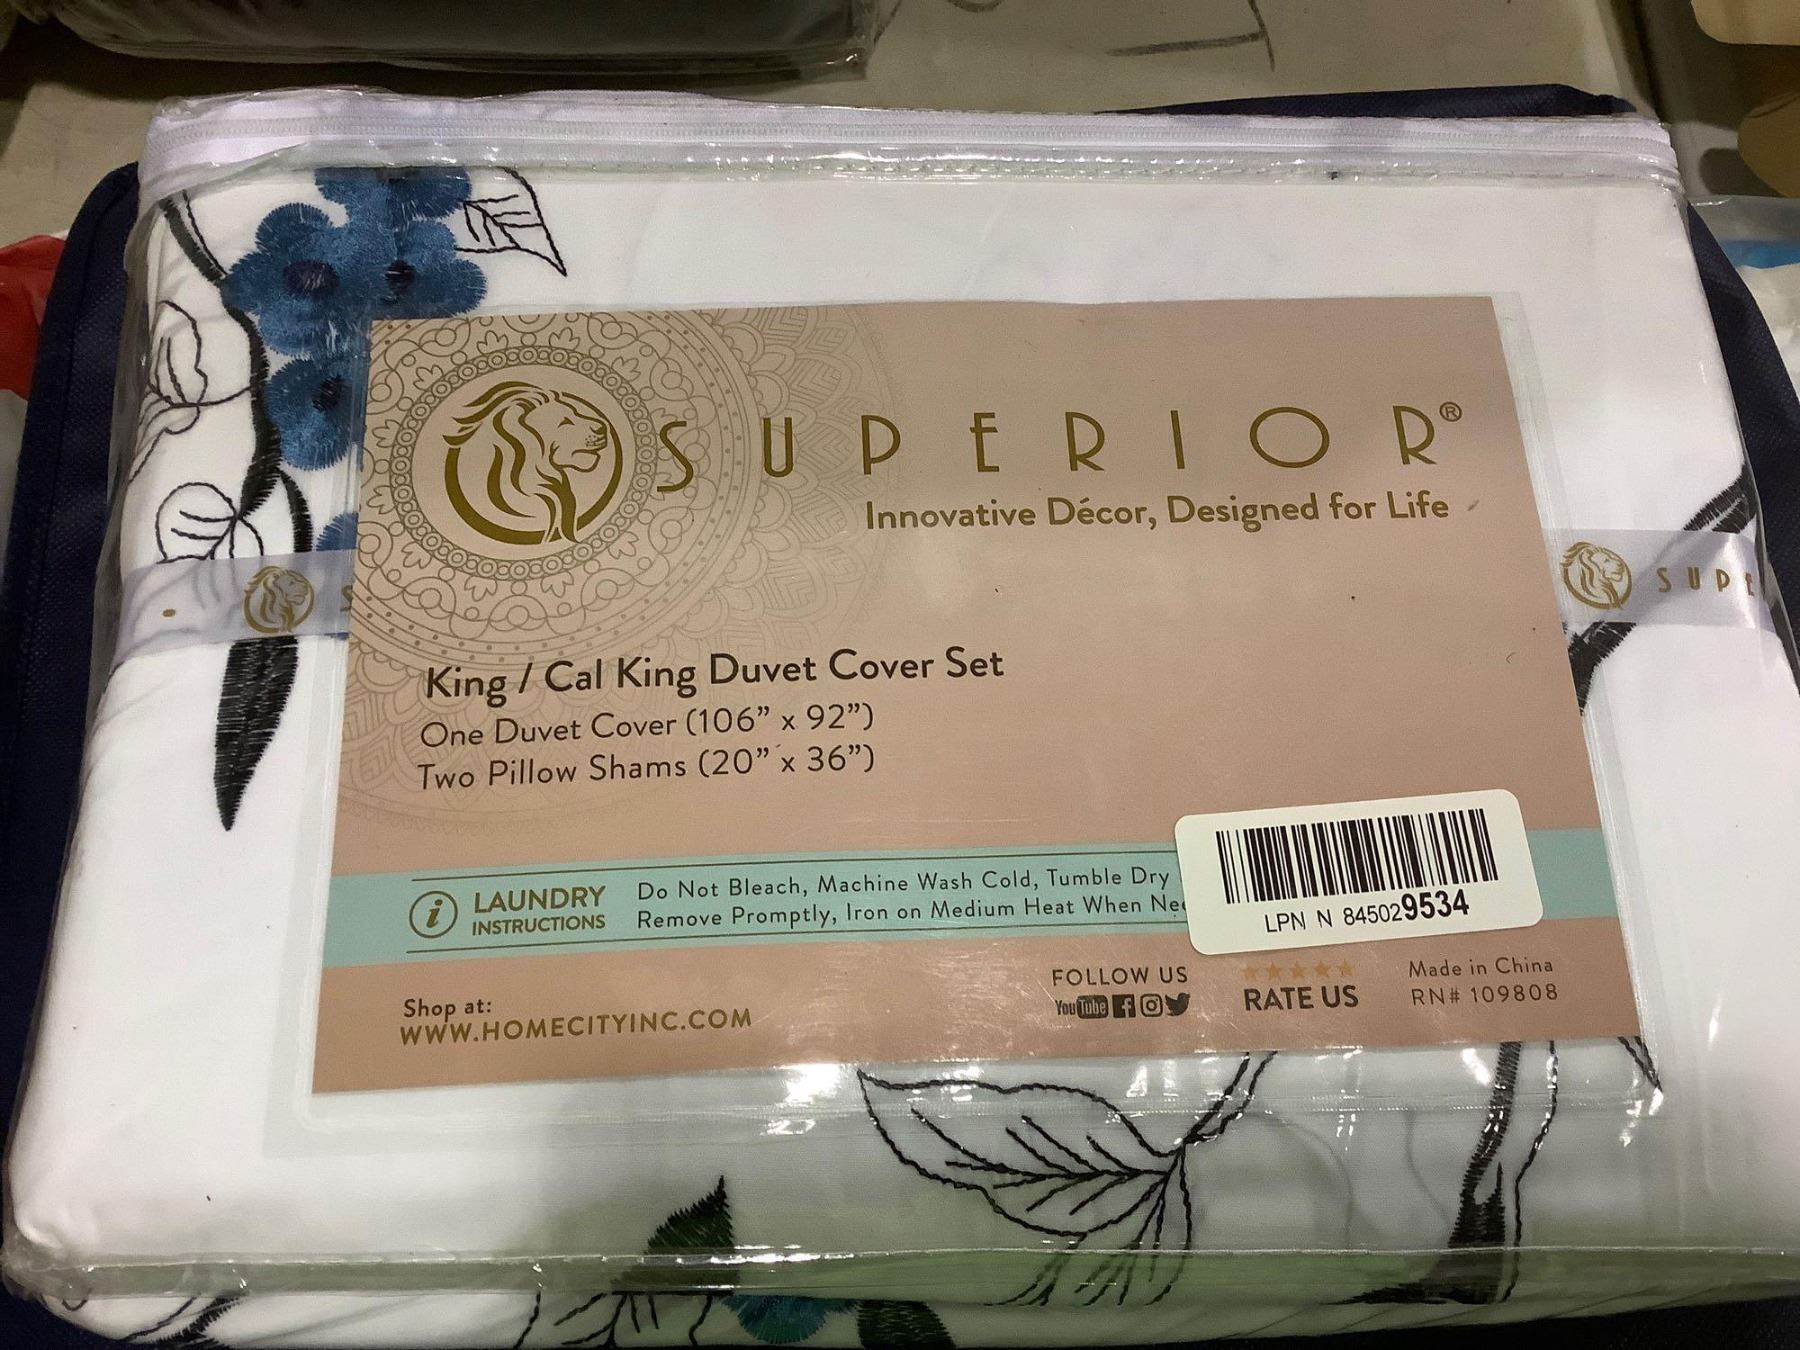 SUPERIOR®
Innovative Décor, Designed for Life
SUPE
King / Cal King Duvet Cover Set
One Duvet Cover (106” x 92”)
Two Pillow Shams (20” x 36”)
LAUNDRY
INSTRUCTIONS
Do Not Bleach, Machine Wash Cold, Tumble Dry
Remove Promptly, Iron on Medium Heat When
LPN N 845029534
Shop at:
WWW.HOMECITYINC.COM
FOLLOW US
YouTube
RATE US
Made in China
RN# 109808